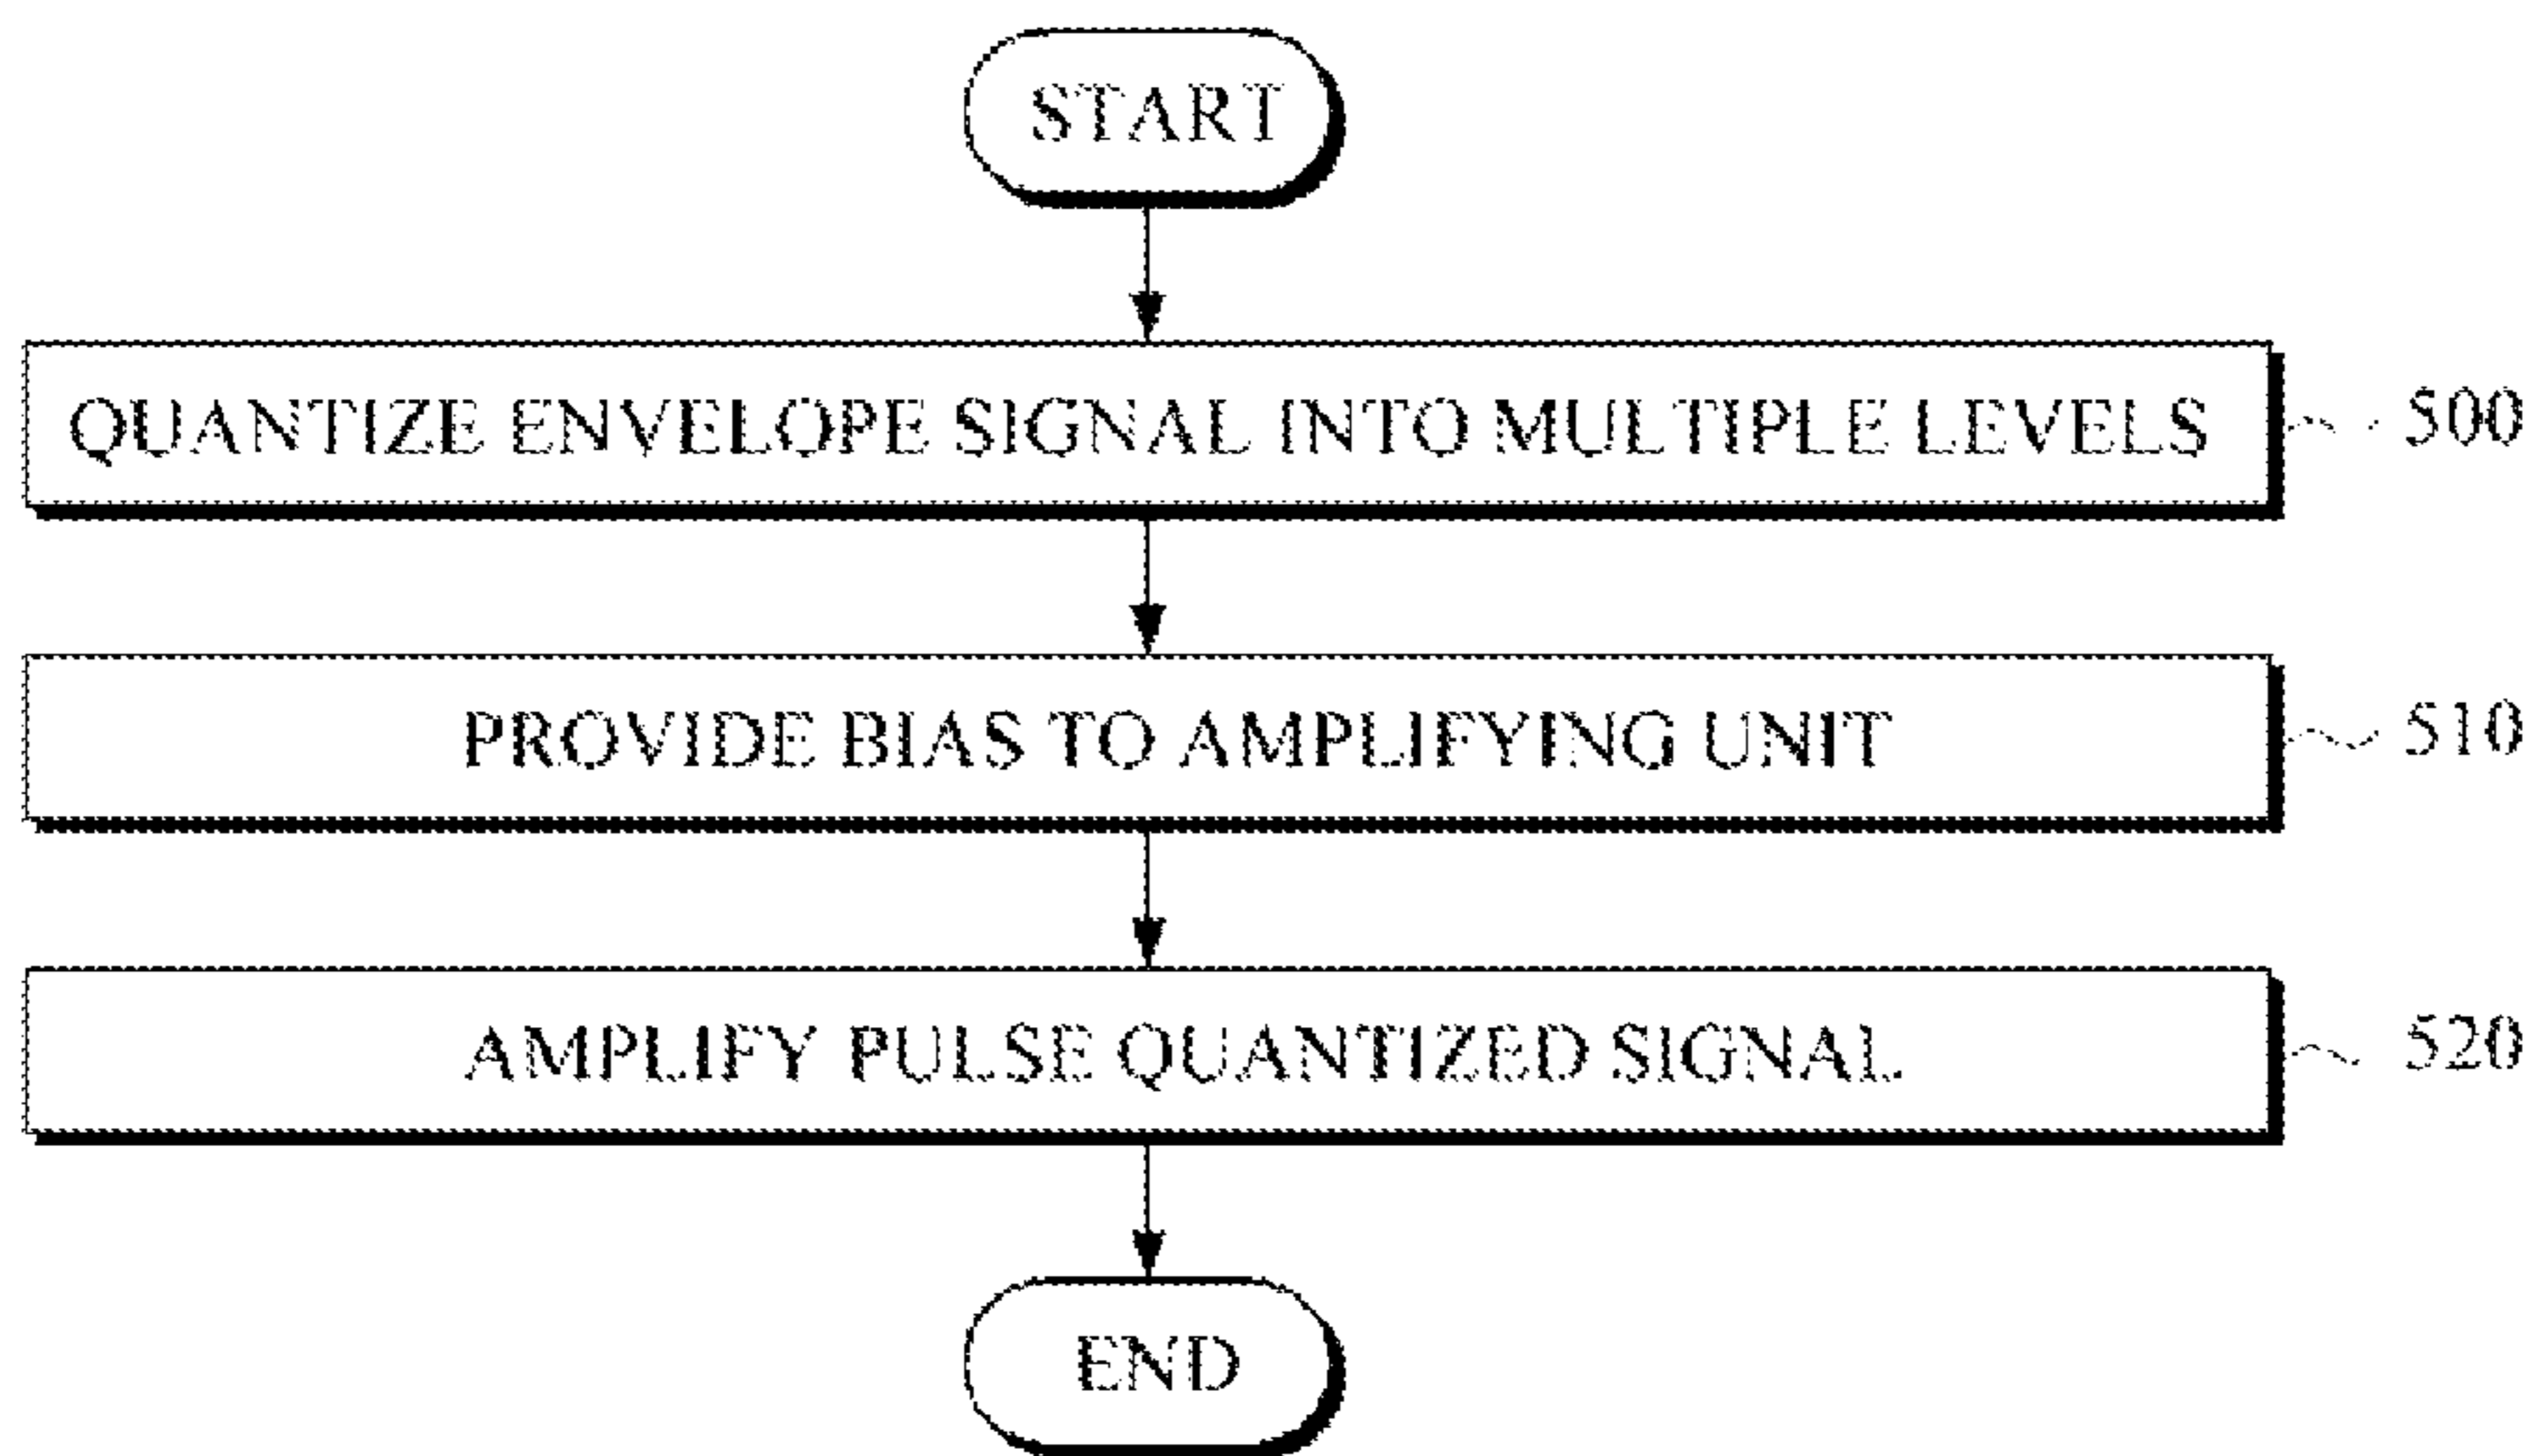 START
QUANTIZE ENVELOPE SIGNAL INTO MULTIPLE LEVELS 500
PROVIDE BIAS TO AMPLIFYING UNIT 510
AMPLIFY PULSE QUANTIZED SIGNAL 520
END